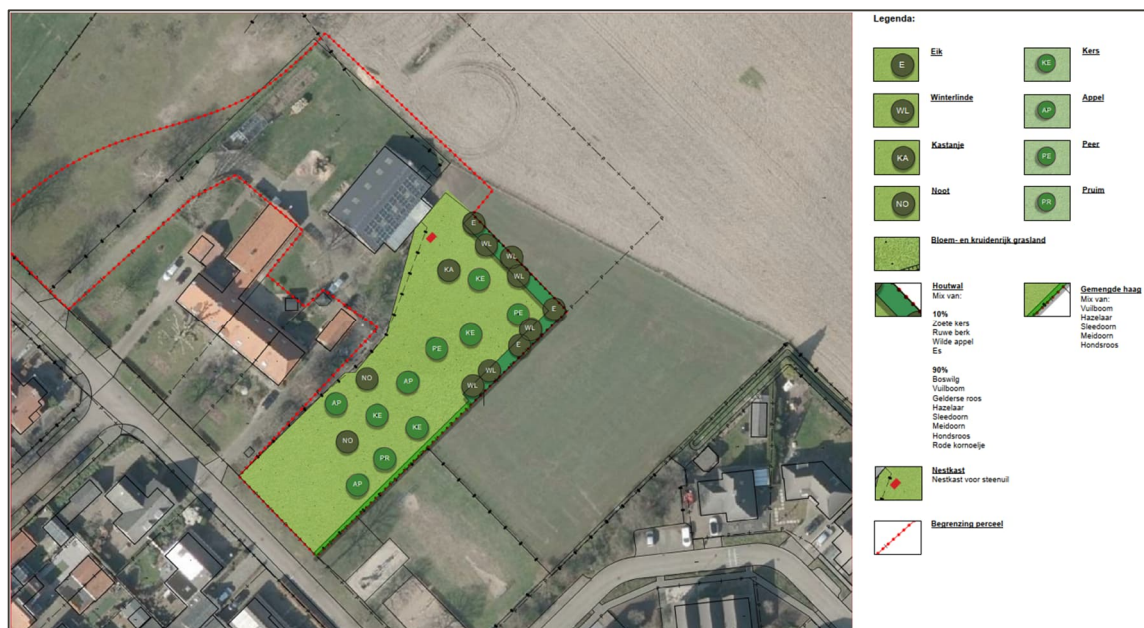 Legenda:
E
Eik
KE
Kers
WL
Winterlinde
AP
Appel
KA
Kastanje
PE
Peer
NO
Noot
PR
Pruim
Bloem- en kruidenrijk grasland
Houtwal
Mix van:
10%
Zoete kers
Ruwe berk
Wilde appel
Es
90%
Boswilg
Vuilboom
Gelderse roos
Hazelaar
Sleedoorn
Meidoorn
Hondsroos
Rode kornoelje
Gemengde haag
Mix van:
Vuilboom
Hazelaar
Sleedoorn
Meidoorn
Hondsroos
Nestkast
Nestkast voor steenuil
Begrenzing perceel
E
WL
WL
KA
KE
WL
PE
E
WL
KE
E
PE
WL
NO
AP
WL
AP
KE
KE
NO
PR
AP